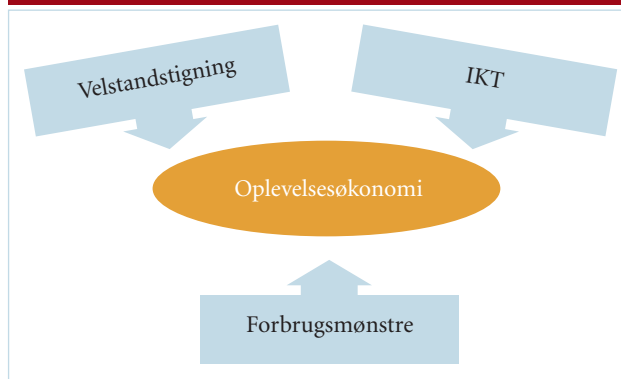 Velstandstigning
IKT
Oplevelsesøkonomi
Forbrugsmønstre